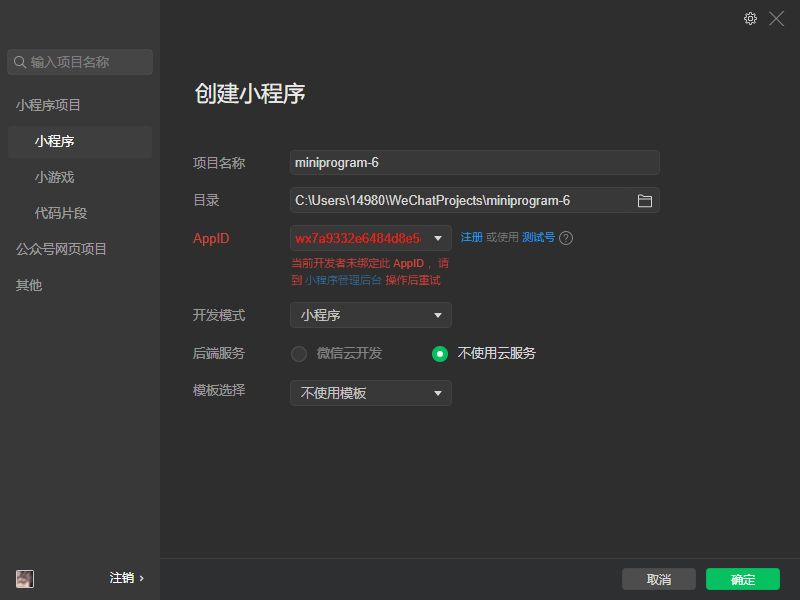 输入项目名称
小程序项目
小程序
小游戏
代码片段
公众号网页项目
其他
注销 ›
创建小程序
项目名称 miniprogram-6
目录 C:\Users\14980\WeChatProjects\miniprogram-6
AppID wx7a9332e6484d8e5 注册 或使用 测试号 ?
当前开发者未绑定此 AppID ，请
到 小程序管理后台 操作后重试
开发模式 小程序
后端服务 微信云开发 不使用云服务
模板选择 不使用模板
取消 确定